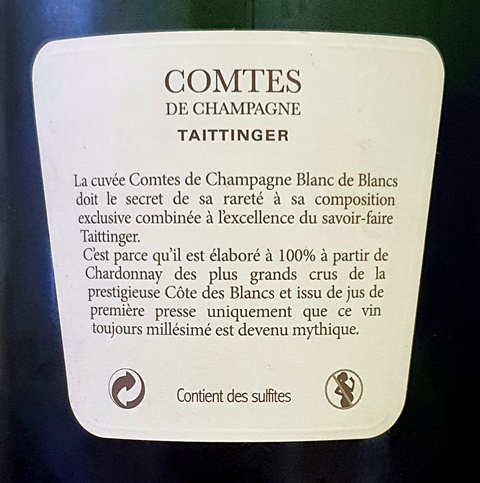 COMTES
DE CHAMPAGNE
TAITTINGER
La cuvée Comtes de Champagne Blanc de Blancs
doit le secret de sa rareté à sa composition
exclusive combinée à l'excellence du savoir-faire
Taittinger.
C'est parce qu'il est élaboré à 100% à partir de
Chardonnay des plus grands crus de la
prestigieuse Côte des Blancs et issu de jus de
première presse uniquement que ce vin
toujours millésimé est devenu mythique.
Contient des sulfites